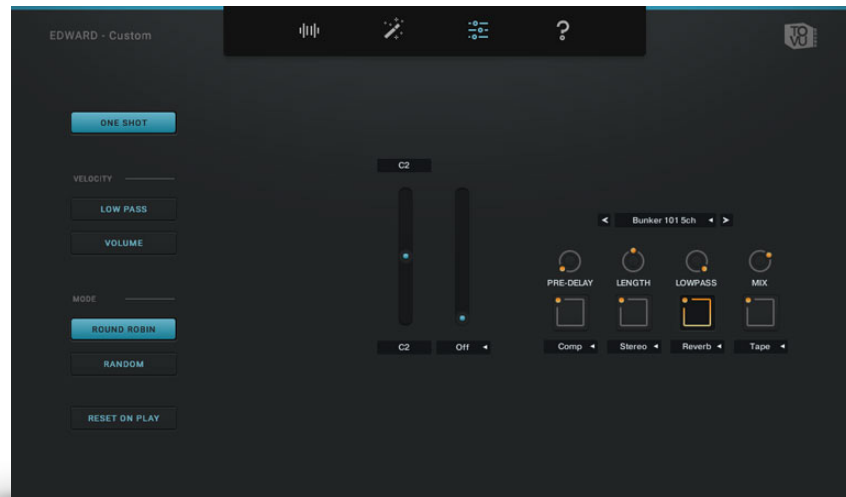 EDWARD - Custom
?
TOVU
ONE SHOT
VELOCITY
LOW PASS
VOLUME
MODE
ROUND ROBIN
RANDOM
RESET ON PLAY
C2
C2
Off
Bunker 101 5ch
PRE-DELAY LENGTH LOWPASS MIX
Comp Stereo Reverb Tape